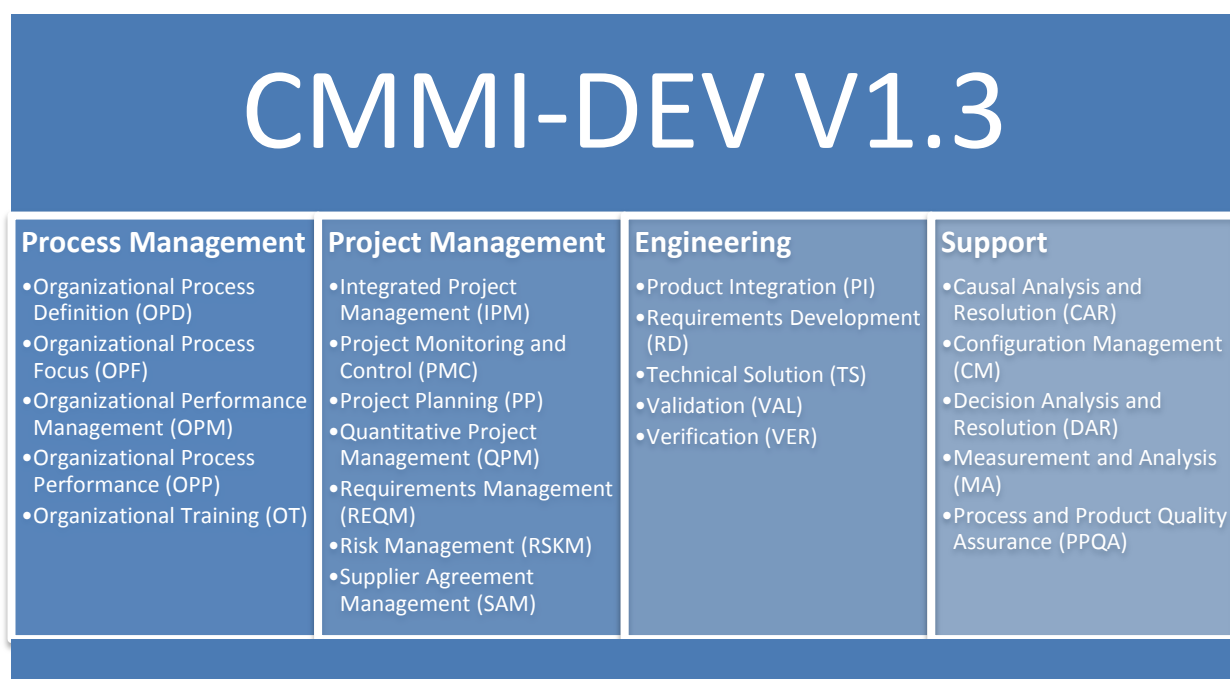 CMMI-DEV V1.3
Process Management
•Organizational Process
Definition (OPD)
•Organizational Process
Focus (OPF)
•Organizational Performance
Management (OPM)
•Organizational Process
Performance (OPP)
•Organizational Training (OT)
Project Management
•Integrated Project
Management (IPM)
•Project Monitoring and
Control (PMC)
•Project Planning (PP)
•Quantitative Project
Management (QPM)
•Requirements Management
(REQM)
•Risk Management (RSKM)
•Supplier Agreement
Management (SAM)
Engineering
•Product Integration (PI)
•Requirements Development
(RD)
•Technical Solution (TS)
•Validation (VAL)
•Verification (VER)
Support
•Causal Analysis and
Resolution (CAR)
•Configuration Management
(CM)
•Decision Analysis and
Resolution (DAR)
•Measurement and Analysis
(MA)
•Process and Product Quality
Assurance (PPQA)